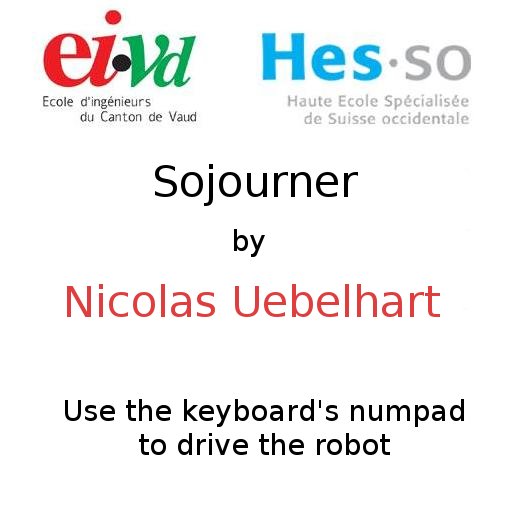 eivd
Ecole d'ingénieurs
du Canton de Vaud
Hes·so
Haute Ecole Spécialisée
de Suisse occidentale
Sojourner
by
Nicolas Uebelhart
Use the keyboard's numpad
to drive the robot